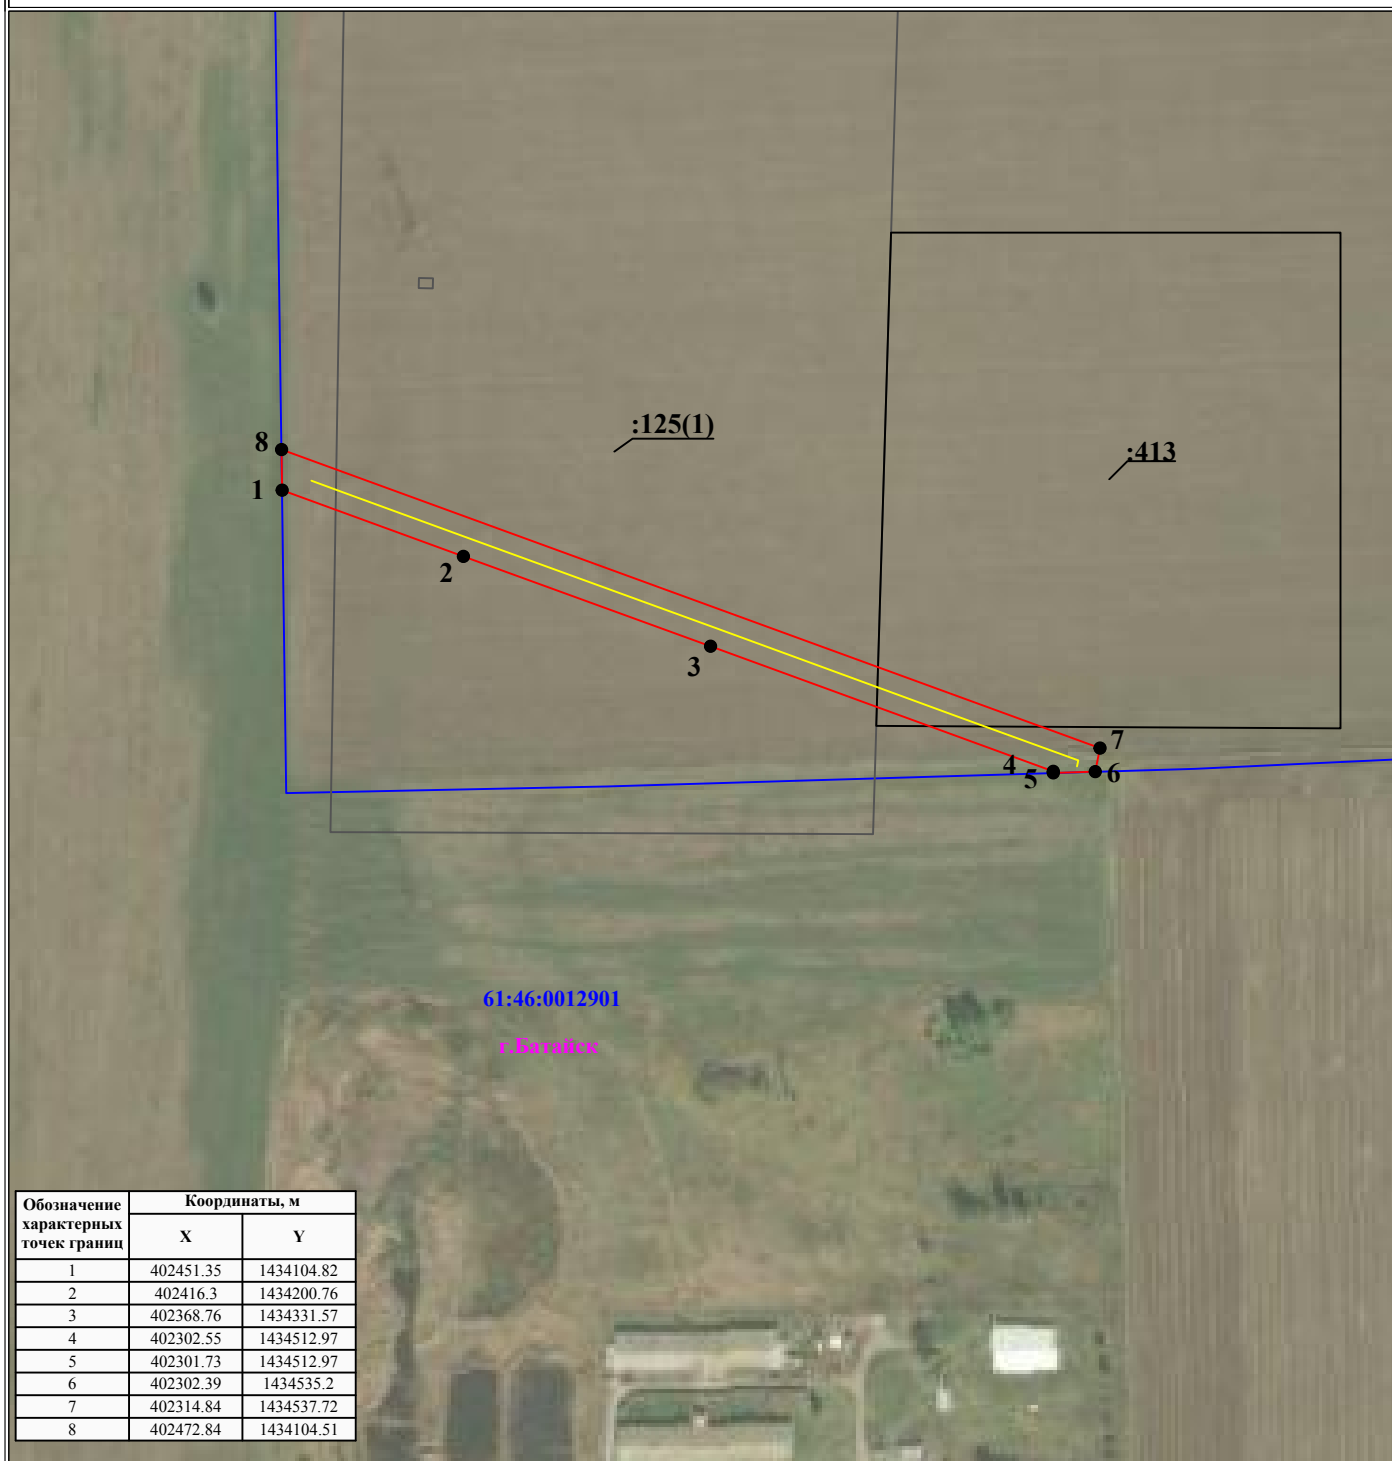 :125(1)
:413
8
1
2
3
7
4
5
6
61:46:0012901
г.Батайск
Обозначение характерных точек границ
Координаты, м
X Y
1 402451.35 1434104.82
2 402416.3 1434200.76
3 402368.76 1434331.57
4 402302.55 1434512.97
5 402301.73 1434512.97
6 402302.39 1434535.2
7 402314.84 1434537.72
8 402472.84 1434104.51